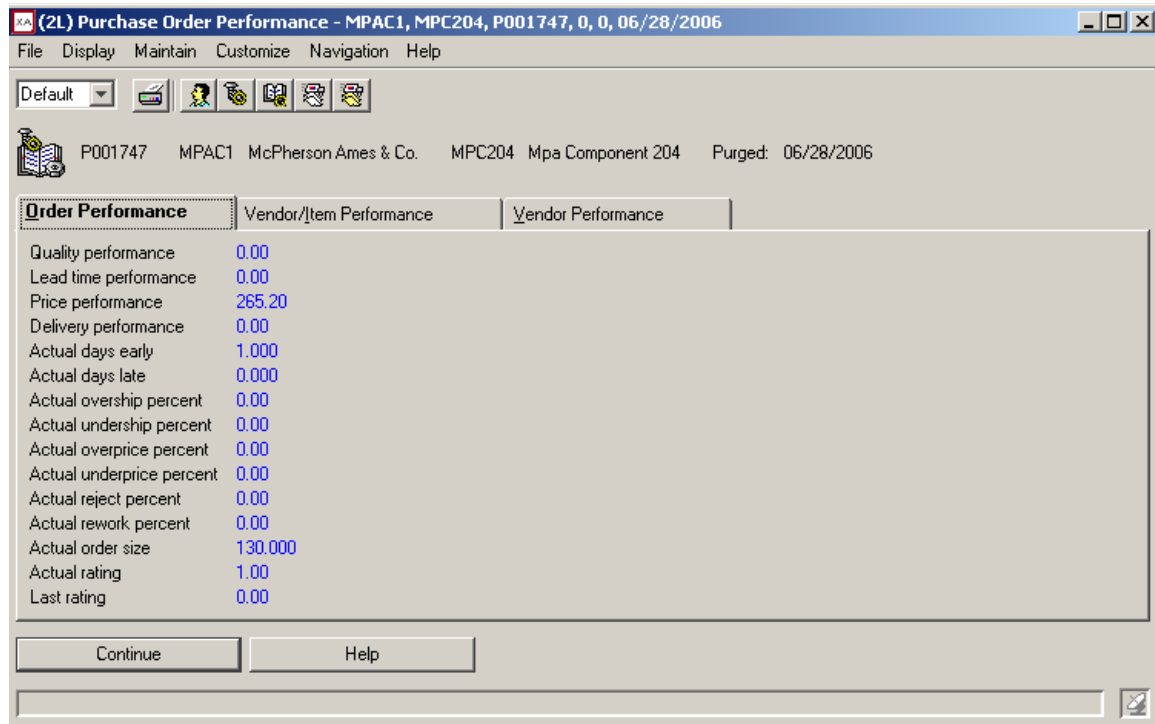 XA (2L) Purchase Order Performance - MPAC1, MPC204, P001747, 0, 0, 06/28/2006
File Display Maintain Customize Navigation Help
Default
P001747 MPAC1 McPherson Ames & Co. MPC204 Mpa Component 204 Purged: 06/28/2006
Order Performance Vendor/Item Performance Vendor Performance
Quality performance 0.00
Lead time performance 0.00
Price performance 265.20
Delivery performance 0.00
Actual days early 1.000
Actual days late 0.000
Actual overship percent 0.00
Actual undership percent 0.00
Actual overprice percent 0.00
Actual underprice percent 0.00
Actual reject percent 0.00
Actual rework percent 0.00
Actual order size 130.000
Actual rating 1.00
Last rating 0.00
Continue Help